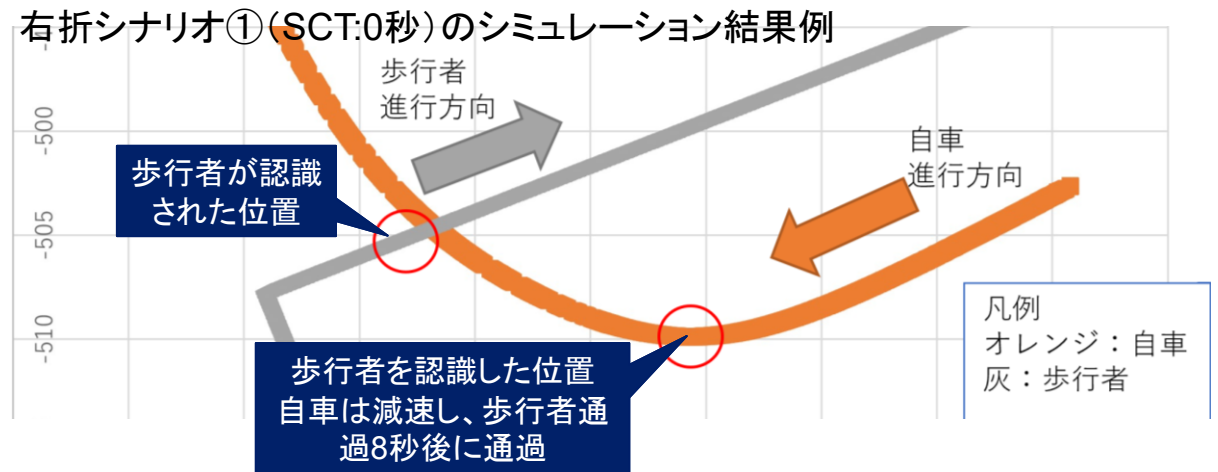 右折シナリオ①(SCT:0秒)のシミュレーション結果例
歩行者
進行方向
-500
自車
進行方向
歩行者が認識
された位置
-505
凡例
オレンジ：自車
灰：歩行者
-510
歩行者を認識した位置
自車は減速し、歩行者通
過8秒後に通過